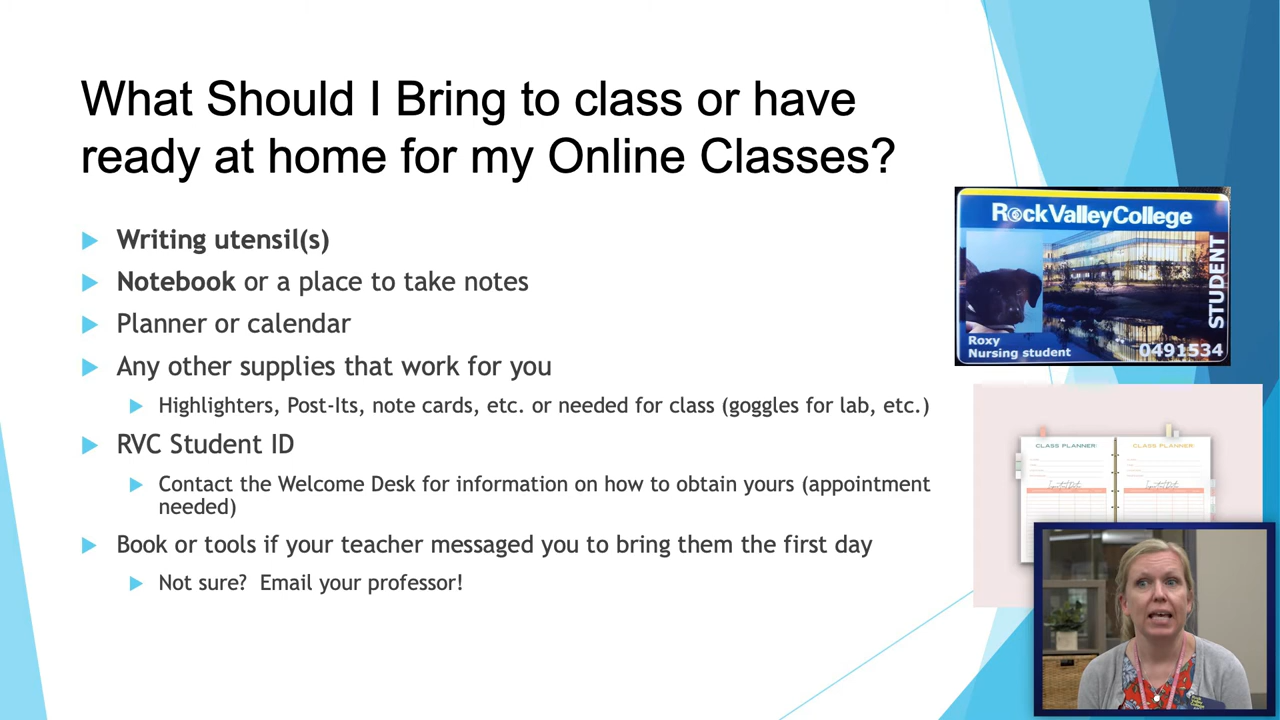 What Should I Bring to class or have
ready at home for my Online Classes?
Writing utensil(s)
Notebook or a place to take notes
Planner or calendar
Any other supplies that work for you
Highlighters, Post-Its, note cards, etc. or needed for class (goggles for lab, etc.)
RVC Student ID
Contact the Welcome Desk for information on how to obtain yours (appointment
needed)
Book or tools if your teacher messaged you to bring them the first day
Not sure? Email your professor!
Rock Valley College
STUDENT
Roxy
Nursing student
0491534
CLASS PLANNER:
CLASS PLANNER: